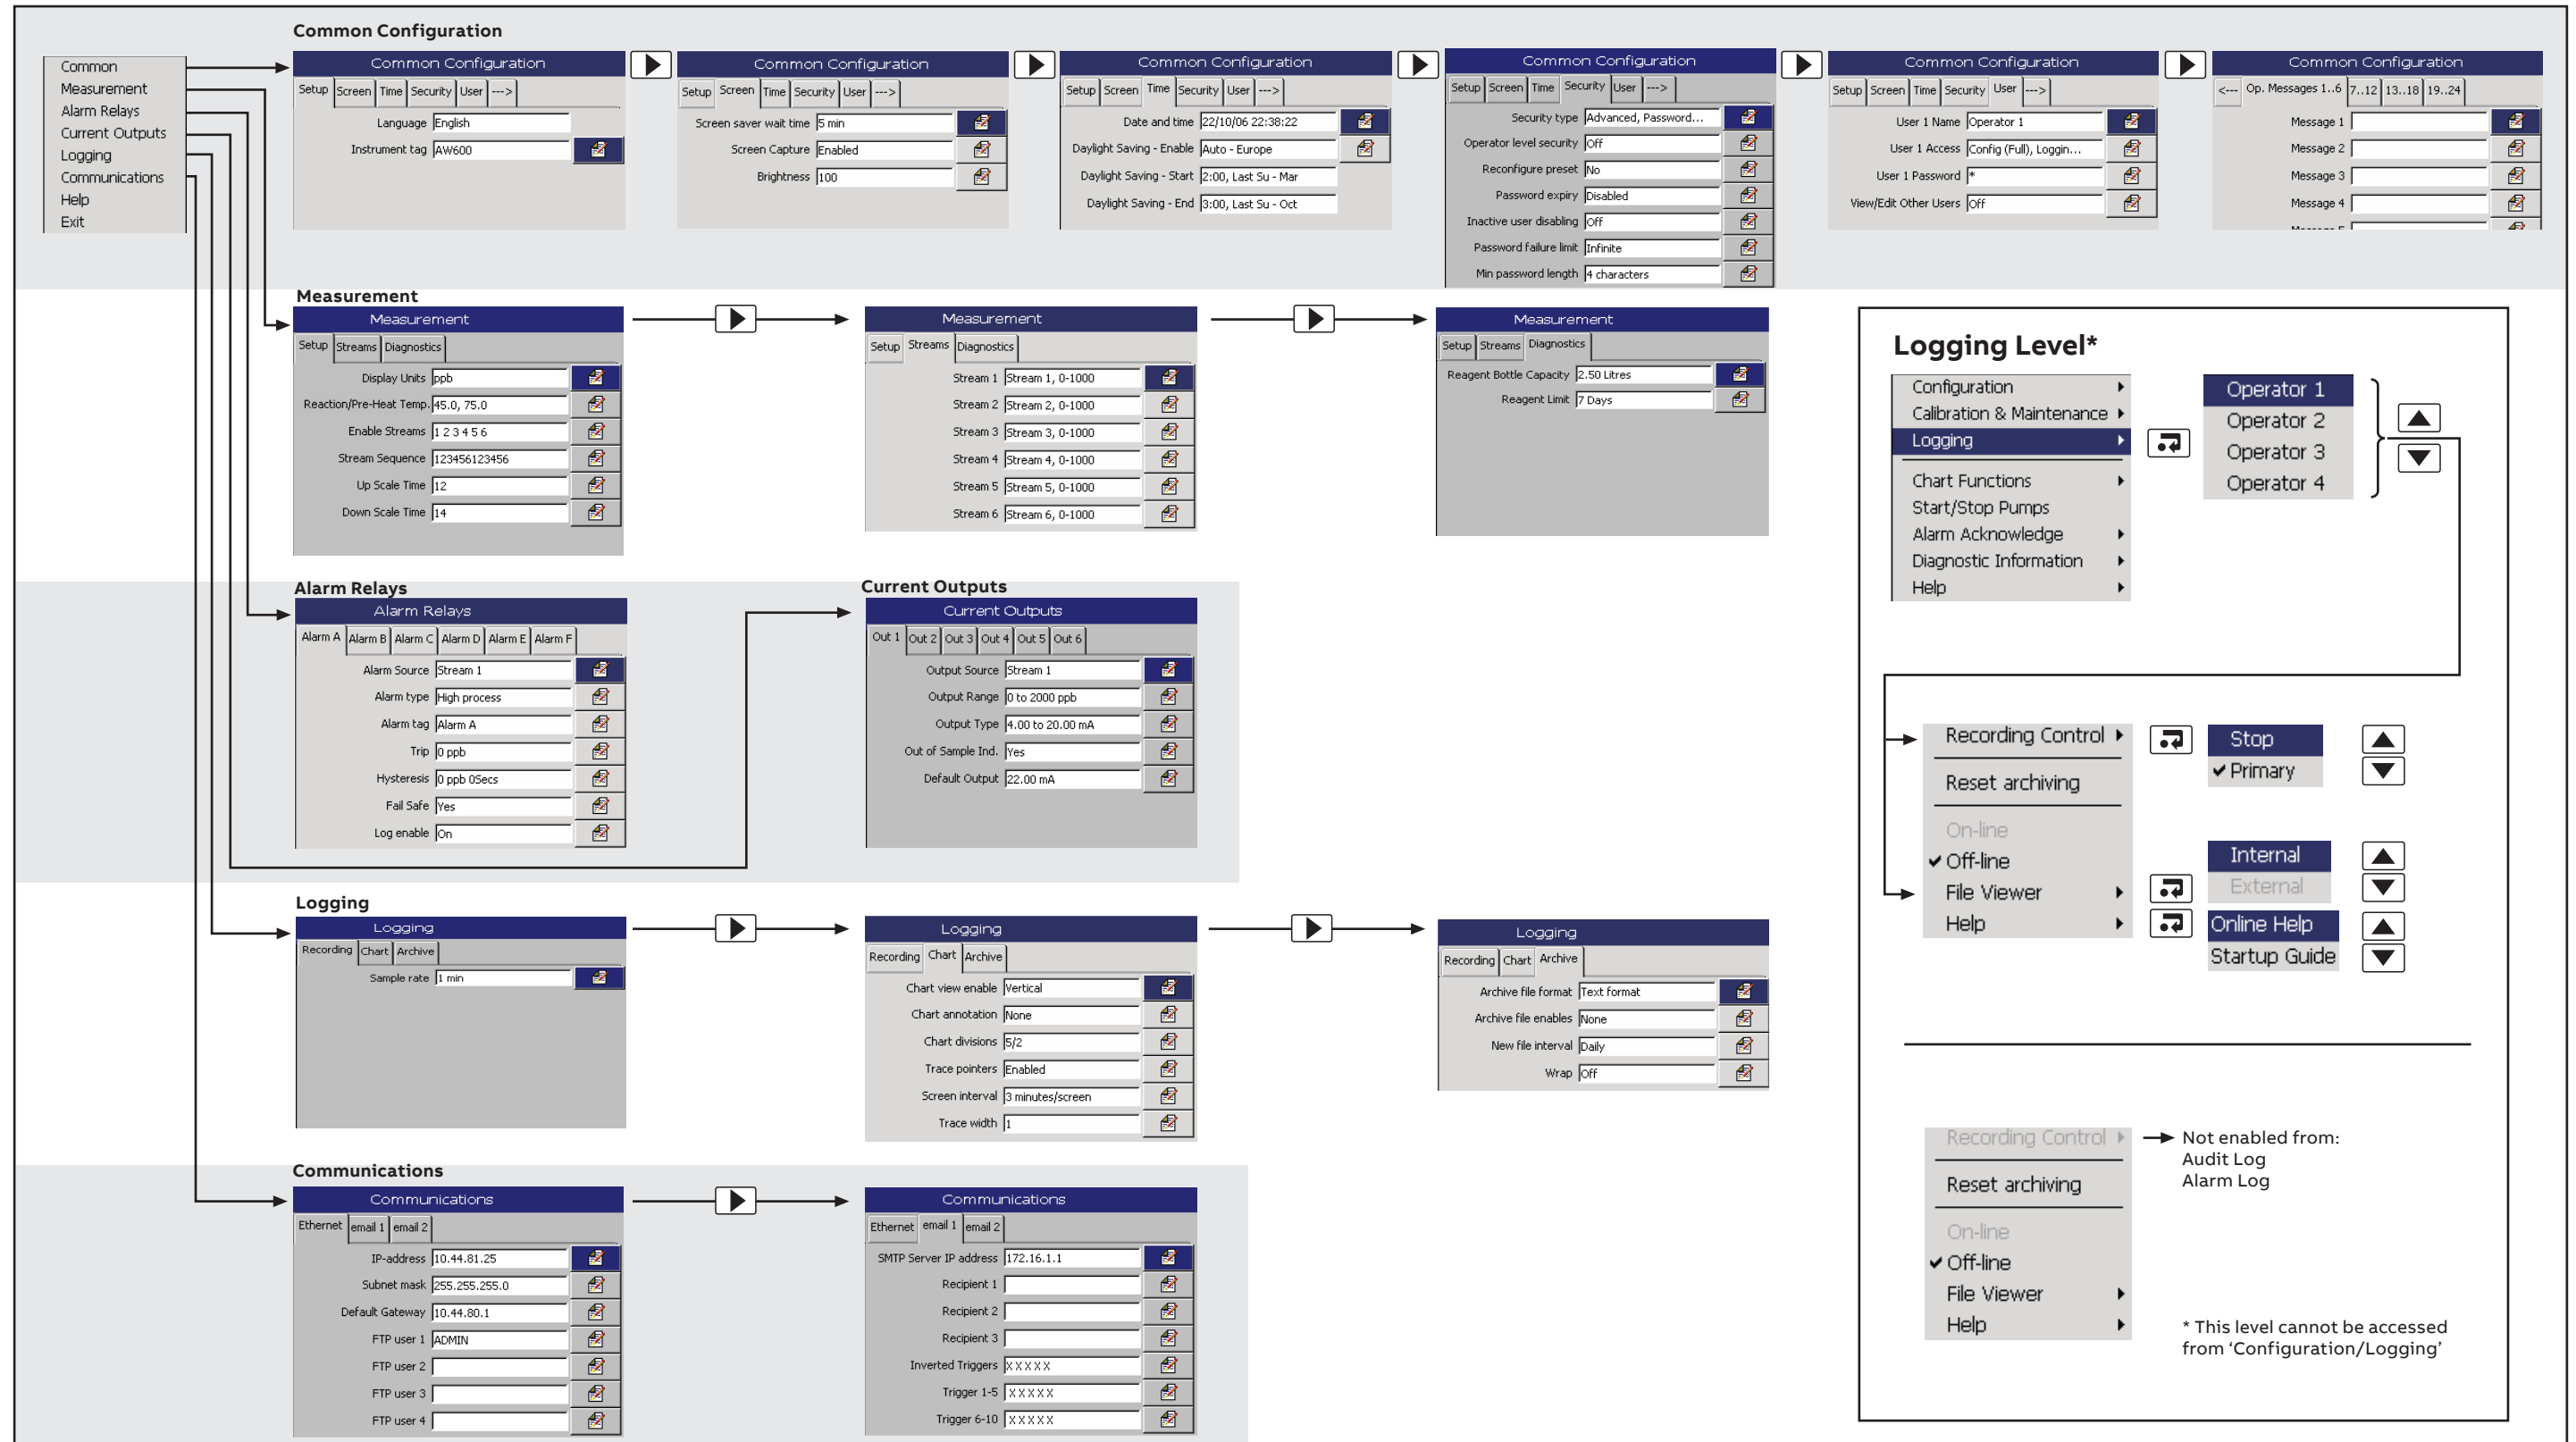 Common Configuration
Common
Measurement
Alarm Relays
Current Outputs
Logging
Communications
Help
Exit
Common Configuration
Setup Screen Time Security User --->
Language English
Instrument tag AW600
Common Configuration
Setup Screen Time Security User --->
Screen saver wait time 5 min
Screen Capture Enabled
Brightness 100
Common Configuration
Setup Screen Time Security User --->
Date and time 22/10/06 22:38:22
Daylight Saving - Enable Auto - Europe
Daylight Saving - Start 2:00, Last Su - Mar
Daylight Saving - End 3:00, Last Su - Oct
Common Configuration
Setup Screen Time Security User --->
Security type Advanced, Password...
Operator level security Off
Reconfigure preset No
Password expiry Disabled
Inactive user disabling Off
Password failure limit Infinite
Min password length 4 characters
Common Configuration
Setup Screen Time Security User --->
User 1 Name Operator 1
User 1 Access Config (Full), Loggin...
User 1 Password *
View/Edit Other Users Off
Common Configuration
<--- Op. Messages 1..6 7..12 13..18 19..24
Message 1
Message 2
Message 3
Message 4
Measurement
Measurement
Setup Streams Diagnostics
Display Units ppb
Reaction/Pre-Heat Temp. 45.0, 75.0
Enable Streams 1 2 3 4 5 6
Stream Sequence 123456123456
Up Scale Time 12
Down Scale Time 14
Measurement
Setup Streams Diagnostics
Stream 1 Stream 1, 0-1000
Stream 2 Stream 2, 0-1000
Stream 3 Stream 3, 0-1000
Stream 4 Stream 4, 0-1000
Stream 5 Stream 5, 0-1000
Stream 6 Stream 6, 0-1000
Measurement
Setup Streams Diagnostics
Reagent Bottle Capacity 2.50 Litres
Reagent Limit 7 Days
Alarm Relays
Alarm Relays
Alarm A Alarm B Alarm C Alarm D Alarm E Alarm F
Alarm Source Stream 1
Alarm type High process
Alarm tag Alarm A
Trip 0 ppb
Hysteresis 0 ppb 0Secs
Fail Safe Yes
Log enable On
Current Outputs
Current Outputs
Out 1 Out 2 Out 3 Out 4 Out 5 Out 6
Output Source Stream 1
Output Range 0 to 2000 ppb
Output Type 4.00 to 20.00 mA
Out of Sample Ind. Yes
Default Output 22.00 mA
Logging
Logging
Recording Chart Archive
Sample rate 1 min
Logging
Recording Chart Archive
Chart view enable Vertical
Chart annotation None
Chart divisions 5/2
Trace pointers Enabled
Screen interval 3 minutes/screen
Trace width 1
Logging
Recording Chart Archive
Archive file format Text format
Archive file enables None
New file interval Daily
Wrap Off
Communications
Communications
Ethernet email 1 email 2
IP-address 10.44.81.25
Subnet mask 255.255.255.0
Default Gateway 10.44.80.1
FTP user 1 ADMIN
FTP user 2
FTP user 3
FTP user 4
Communications
Ethernet email 1 email 2
SMTP Server IP address 172.16.1.1
Recipient 1
Recipient 2
Recipient 3
Inverted Triggers X X X X X
Trigger 1-5 X X X X X
Trigger 6-10 X X X X X
Logging Level*
Configuration
Calibration & Maintenance
Logging
Chart Functions
Start/Stop Pumps
Alarm Acknowledge
Diagnostic Information
Help
Operator 1
Operator 2
Operator 3
Operator 4
Recording Control
Reset archiving
On-line
Off-line
File Viewer
Help
Stop
Primary
Internal
External
Online Help
Startup Guide
Recording Control
Reset archiving
On-line
Off-line
File Viewer
Help
Not enabled from:
Audit Log
Alarm Log
* This level cannot be accessed
from ‘Configuration/Logging’